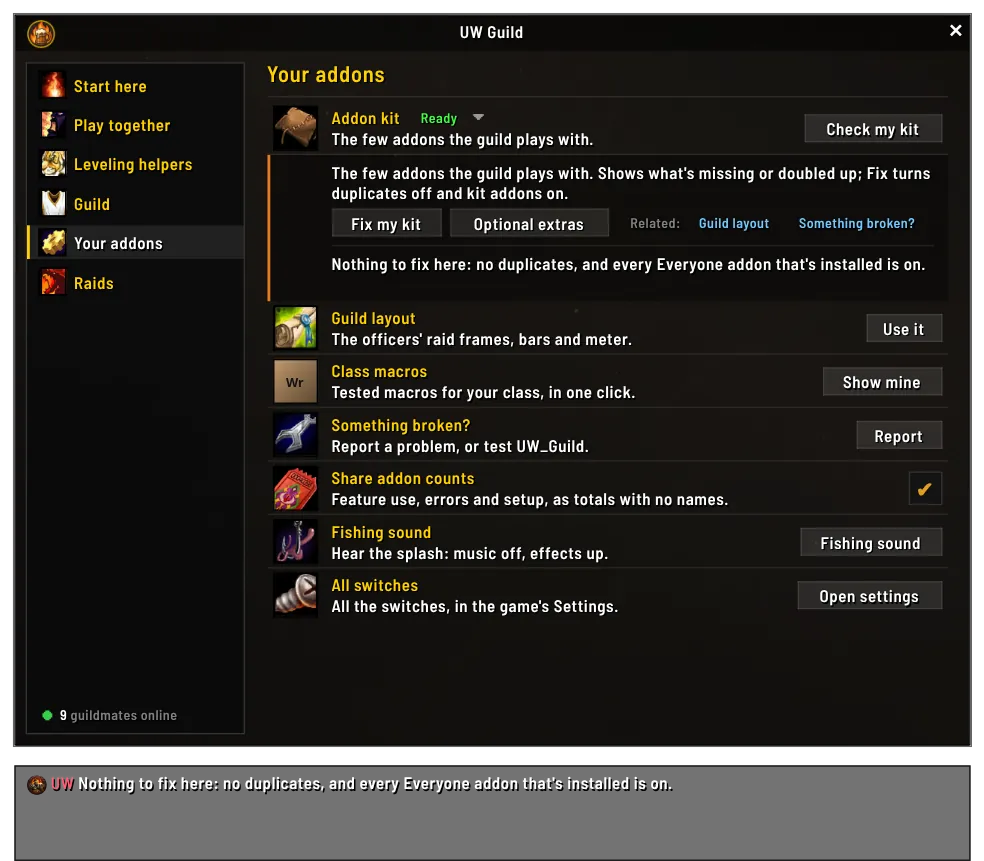 UW Guild
Start here
Play together
Leveling helpers
Guild
Your addons
Raids
9 guildmates online
Your addons
Addon kit Ready
The few addons the guild plays with.
Check my kit
The few addons the guild plays with. Shows what's missing or doubled up; Fix turns
duplicates off and kit addons on.
Fix my kit Optional extras Related: Guild layout Something broken?
Nothing to fix here: no duplicates, and every Everyone addon that's installed is on.
Guild layout
The officers' raid frames, bars and meter.
Use it
Wr
Class macros
Tested macros for your class, in one click.
Show mine
Something broken?
Report a problem, or test UW_Guild.
Report
Share addon counts
Feature use, errors and setup, as totals with no names.
Fishing sound
Hear the splash: music off, effects up.
Fishing sound
All switches
All the switches, in the game's Settings.
Open settings
UW Nothing to fix here: no duplicates, and every Everyone addon that's installed is on.